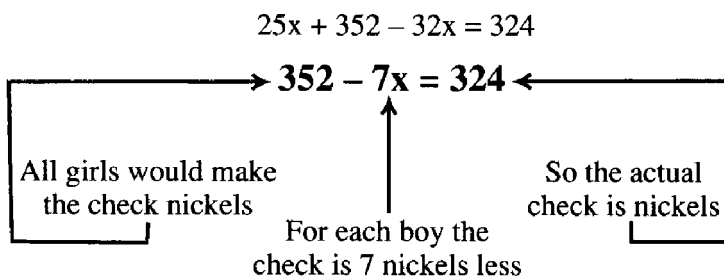 25x + 352 – 32x = 324
352 – 7x = 324
All girls would make
the check nickels
So the actual
check is nickels
For each boy the
check is 7 nickels less